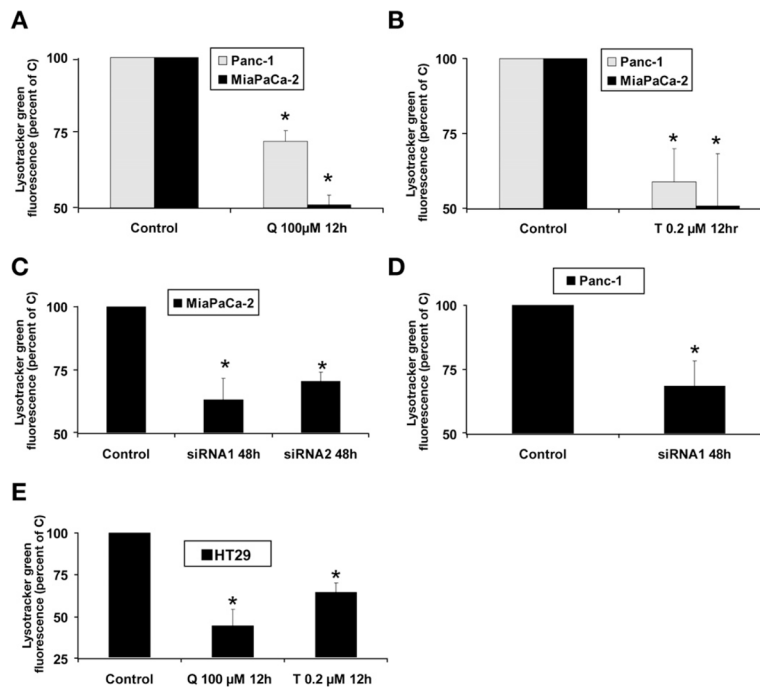 A
Lysotracker green
fluorescence (percent of C)
100
75
50
Panc-1
MiaPaCa-2
*
*
Control
Q 100µM 12h
B
Lysotracker green
fluorescence (percent of C)
100
75
50
Panc-1
MiaPaCa-2
* *
Control
T 0.2 µM 12hr
C
Lysotracker green
fluorescence (percent of C)
100
75
50
MiaPaCa-2
* *
Control
siRNA1 48h
siRNA2 48h
D
Lysotracker green
fluorescence (percent of C)
100
75
50
Panc-1
*
Control
siRNA1 48h
E
Lysotracker green
fluorescence (percent of C)
100
75
50
25
HT29
*
*
Control
Q 100 µM 12h
T 0.2 µM 12h